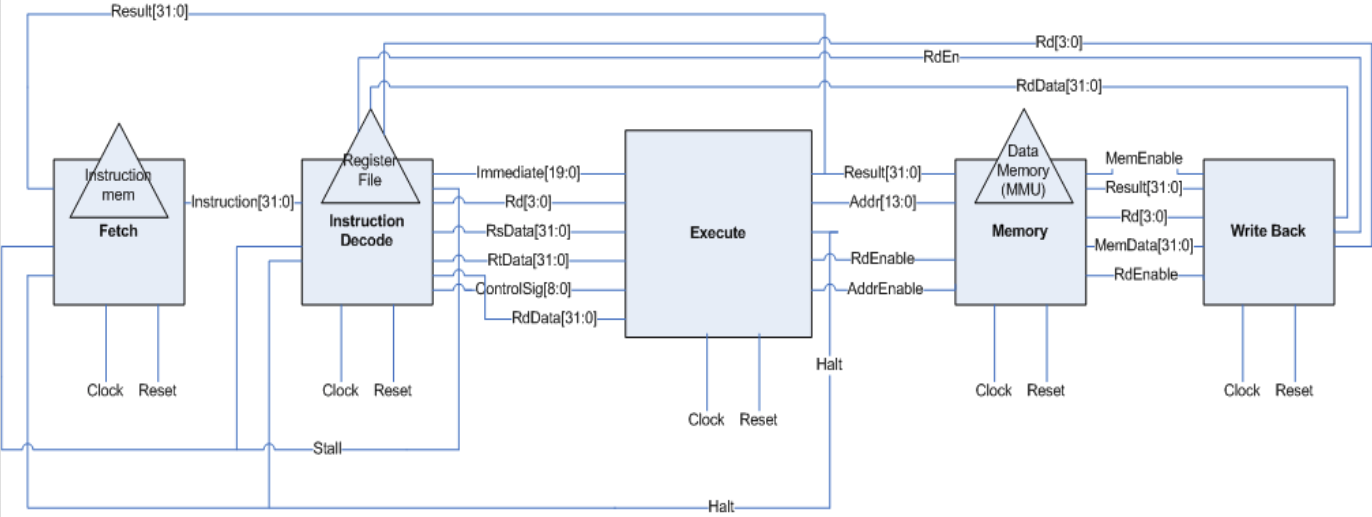 Result[31:0]
Rd[3:0]
RdEn
RdData[31:0]
Instruction
mem
Fetch
Instruction[31:0]
Register
File
Instruction
Decode
Immediate[19:0]
Rd[3:0]
RsData[31:0]
RtData[31:0]
ControlSig[8:0]
RdData[31:0]
Execute
Result[31:0]
Addr[13:0]
RdEnable
AddrEnable
Data
Memory
(MMU)
Memory
MemEnable
Result[31:0]
Rd[3:0]
MemData[31:0]
RdEnable
Write Back
Clock
Reset
Clock
Reset
Clock
Reset
Clock
Reset
Clock
Reset
Halt
Stall
Halt